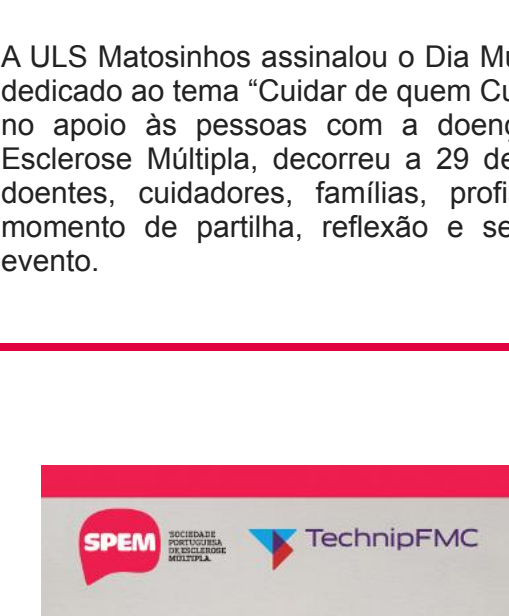 A ULS Matosinhos assinalou o Dia Mu
dedicado ao tema “Cuidar de quem Cu
no apoio às pessoas com a doenç
Esclerose Múltipla, decorreu a 29 de
doentes, cuidadores, famílias, profi
momento de partilha, reflexão e se
evento.
SPEM
SOCIEDADE
PORTUGUESA
DE ESCLEROSE
MÚLTIPLA
TechnipFMC